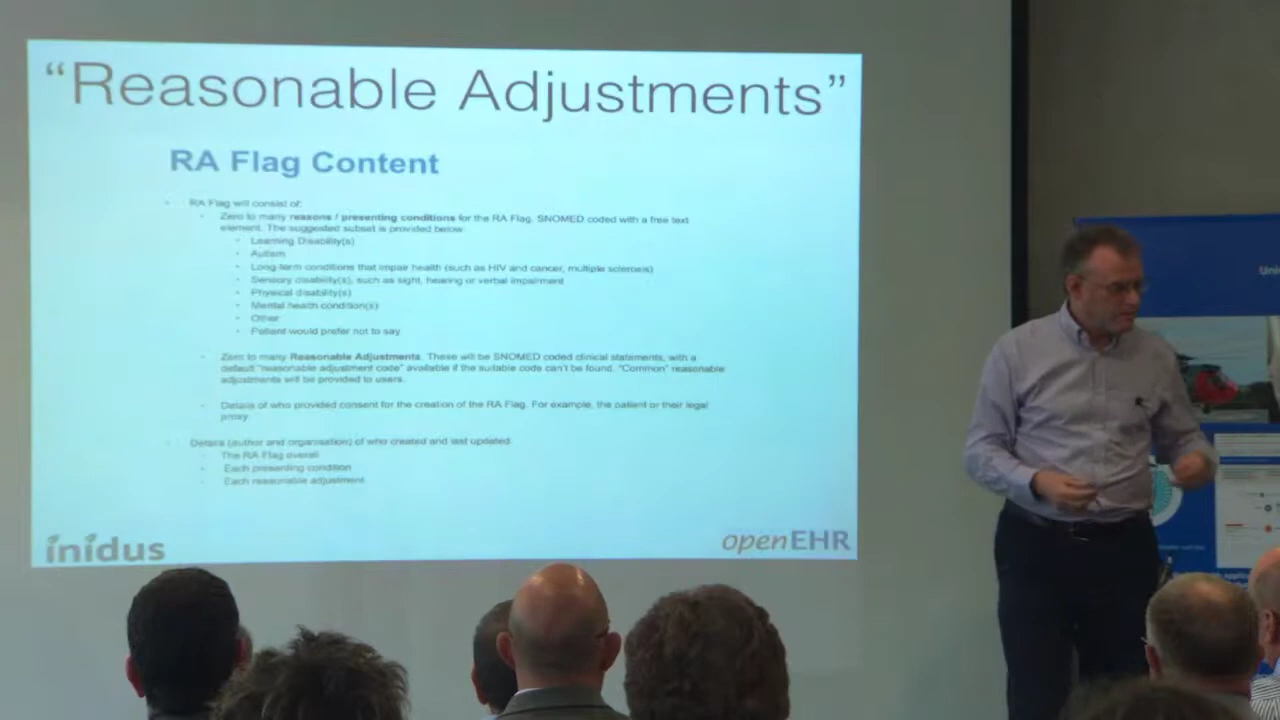 “Reasonable Adjustments”
RA Flag Content
RA Flag will consist of:
Zero to many reasons / presenting conditions for the RA Flag. SNOMED coded with a free text
element. The suggested subset is provided below:
Learning Disability(s)
Autism
Long-term conditions that impair health (such as HIV and cancer, multiple sclerosis)
Sensory disability(s), such as sight, hearing or verbal impairment
Physical disability(s)
Mental health condition(s)
Other
Patient would prefer not to say
Zero to many Reasonable Adjustments. These will be SNOMED coded clinical statements, with a
default “reasonable adjustment code” available if the suitable code can't be found. “Common” reasonable
adjustments will be provided to users.
Details of who provided consent for the creation of the RA Flag. For example, the patient or their legal
proxy.
Details (author and organisation) of who created and last updated:
The RA Flag overall
Each presenting condition
Each reasonable adjustment
inidus
openEHR